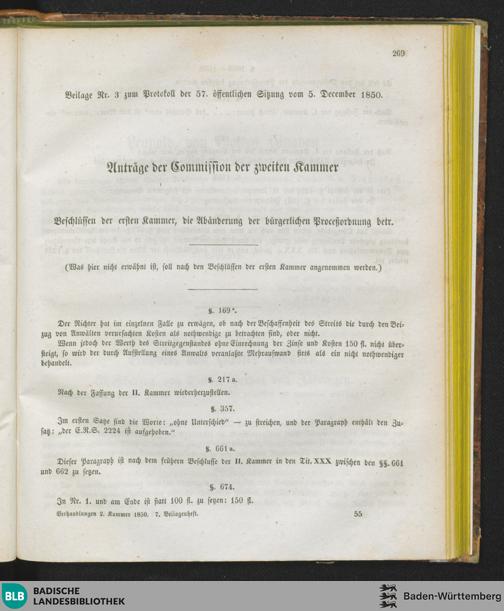 269
Beilage Nr. 3 zum Protokoll der 57. öffentlichen Sitzung vom 5. December 1850.
Anträge der Commission der zweiten Kammer
Beschlüssen der ersten Kammer, die Abänderung der bürgerlichen Proceßordnung betr.
(Was hier nicht erwähnt ist, soll nach den Beschlüssen der ersten Kammer angenommen werden.)
§. 169 a.
Der Richter hat im einzelnen Falle zu erwägen, ob nach der Beschaffenheit des Streits die durch den Bei-
zug von Anwälten verursachten Kosten als nothwendige zu betrachten sind, oder nicht.
Wenn jedoch der Werth des Streitgegenstandes ohne Einrechnung der Zinse und Kosten 150 fl. nicht über-
steigt, so wird der durch Aufstellung eines Anwalts veranlaßte Mehraufwand stets als ein nicht nothwendiger
behandelt.
§. 217 a.
Nach der Fassung der II. Kammer wiederherzustellen.
§. 357.
Im ersten Satze sind die Worte: „ohne Unterschied“ — zu streichen, und der Paragraph enthält den Zu-
satz: „der L.R.S. 2224 ist aufgehoben.“
§. 661 a.
Dieser Paragraph ist nach dem frühern Beschlusse der II. Kammer in den Tit. XXX zwischen den §§. 661
und 662 zu setzen.
§. 674.
In Nr. 1. und am Ende ist statt 100 fl. zu setzen: 150 fl.
Verhandlungen 2. Kammer 1850. 7. Beilagenheft. 55
BLB BADISCHE
LANDESBIBLIOTHEK
Baden-Württemberg